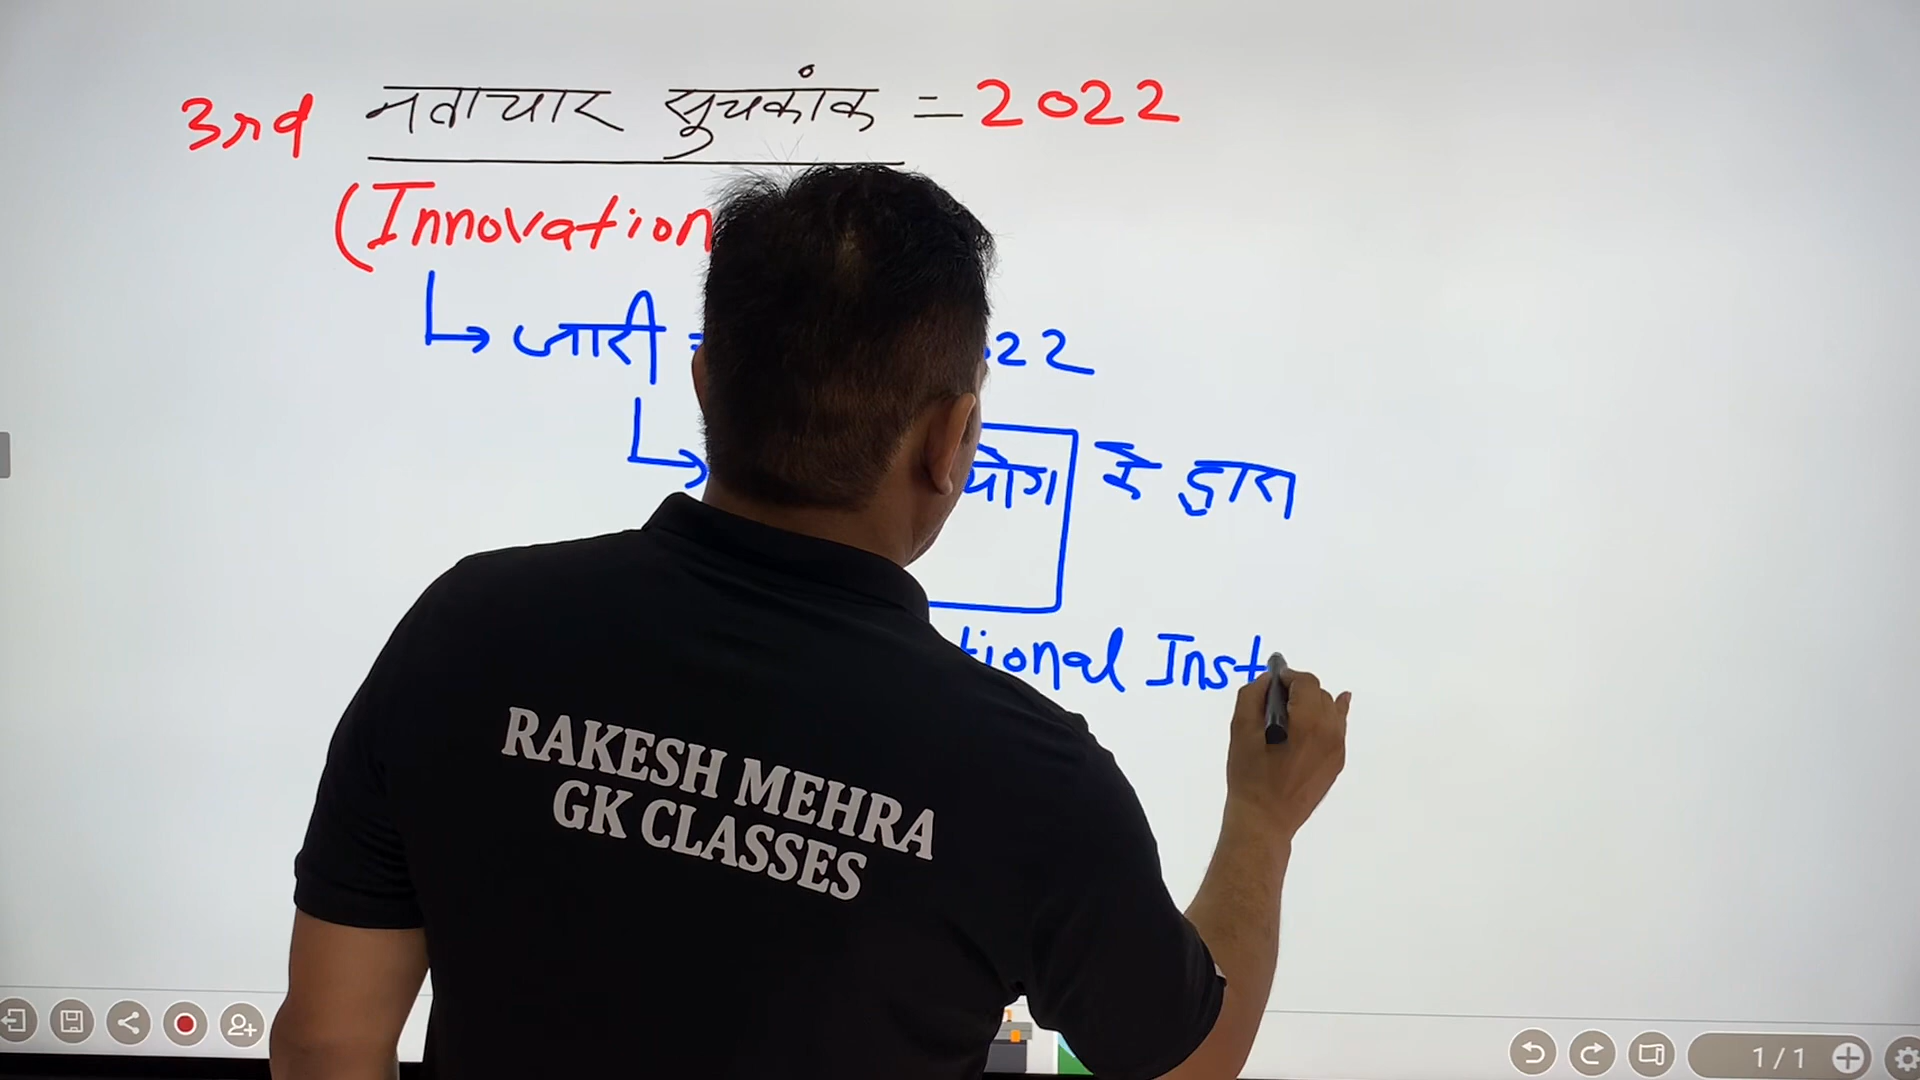 3rd नवाचार सूचकांक = 2022
(Innovation
जारी 22
योग के द्वारा
tional Inst
RAKESH MEHRA
GK CLASSES
1/1